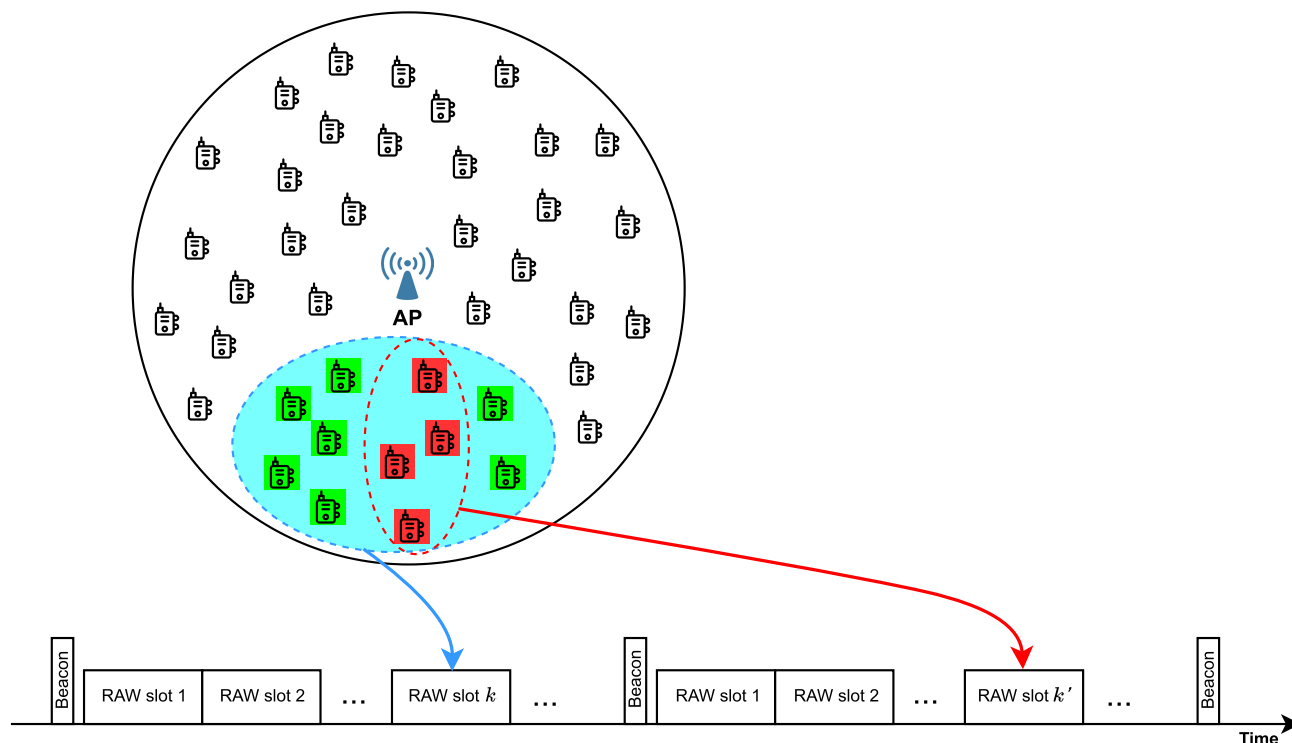 AP
Beacon
RAW slot 1
RAW slot 2
...
RAW slot k
...
Beacon
RAW slot 1
RAW slot 2
...
RAW slot k'
...
Beacon
Time